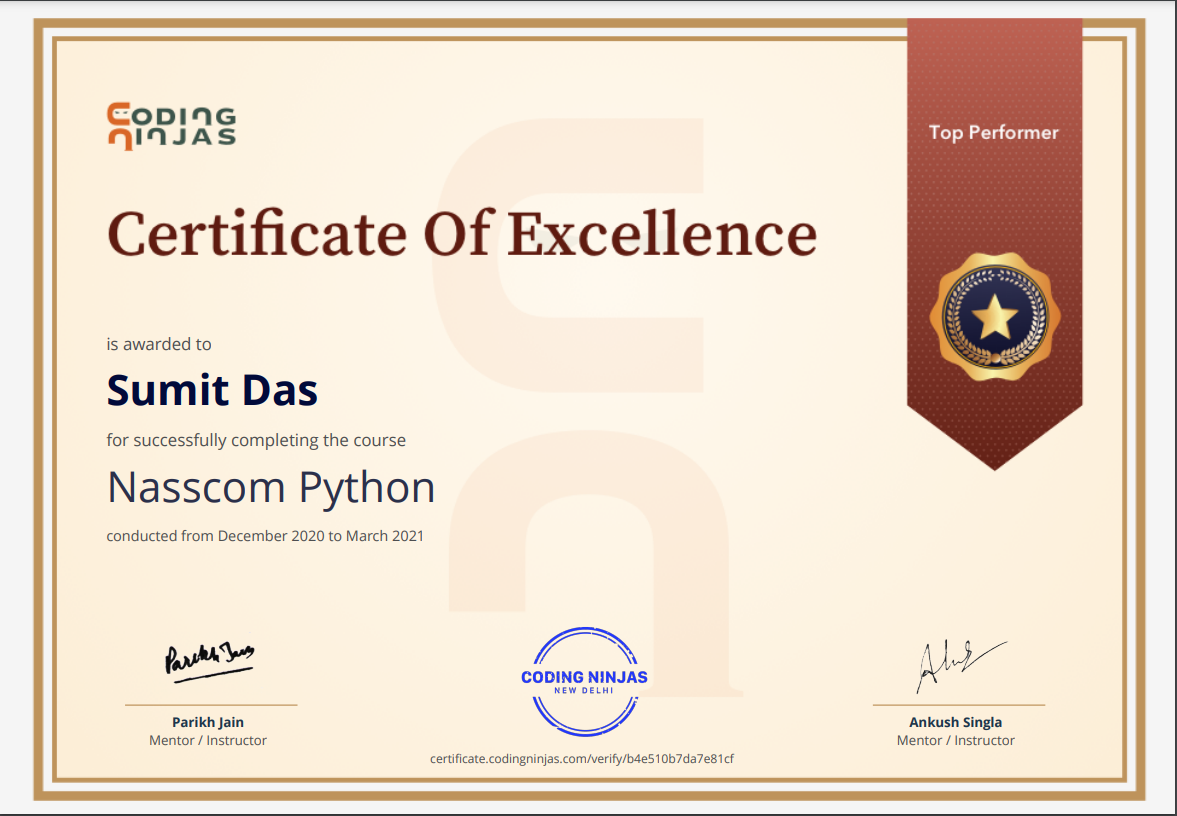 CODING
NINJAS
Top Performer
Certificate Of Excellence
is awarded to
Sumit Das
for successfully completing the course
Nasscom Python
conducted from December 2020 to March 2021
Parikh Jain
CODING NINJAS
NEW DELHI
Parikh Jain
Mentor / Instructor
Ankush Singla
Mentor / Instructor
certificate.codingninjas.com/verify/b4e510b7da7e81cf